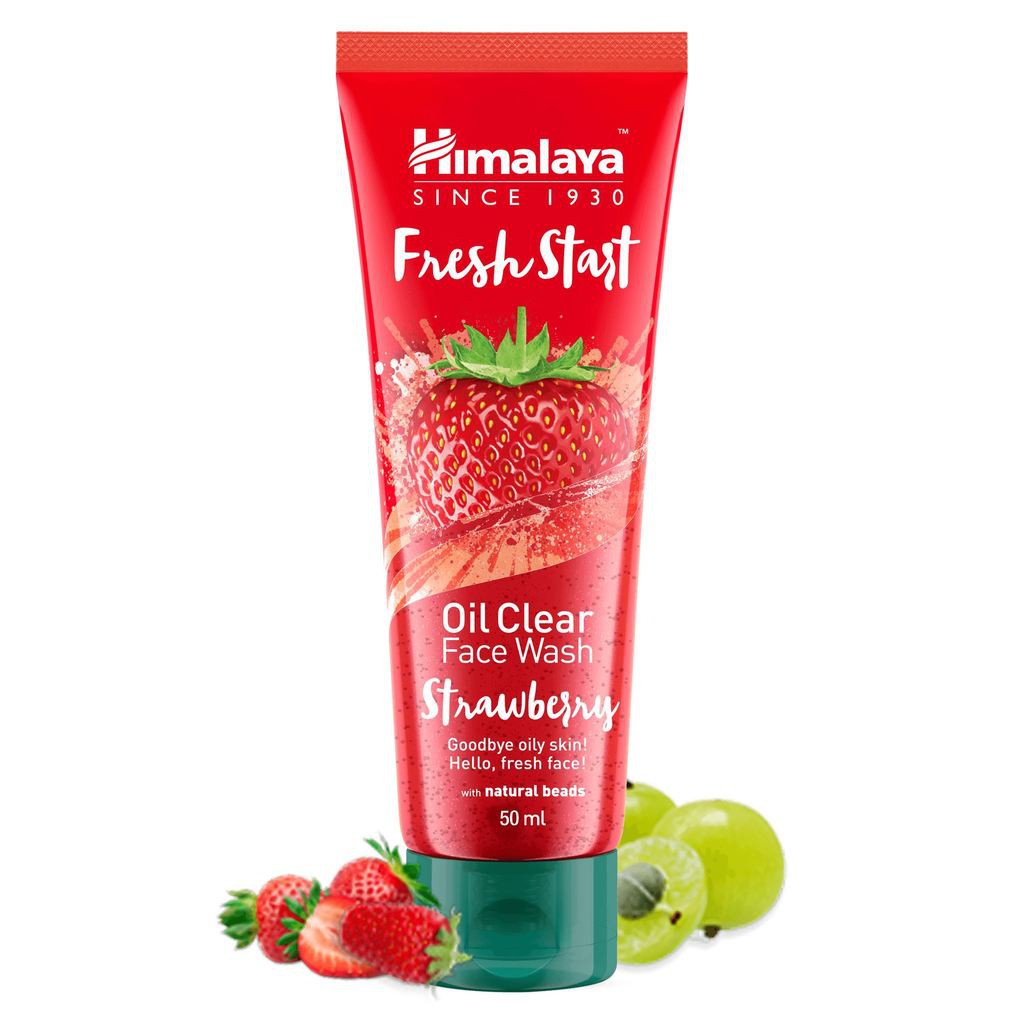 Himalaya™
SINCE 1930
Fresh Start
Oil Clear
Face Wash
Strawberry
Goodbye oily skin!
Hello, fresh face!
with natural beads
50 ml